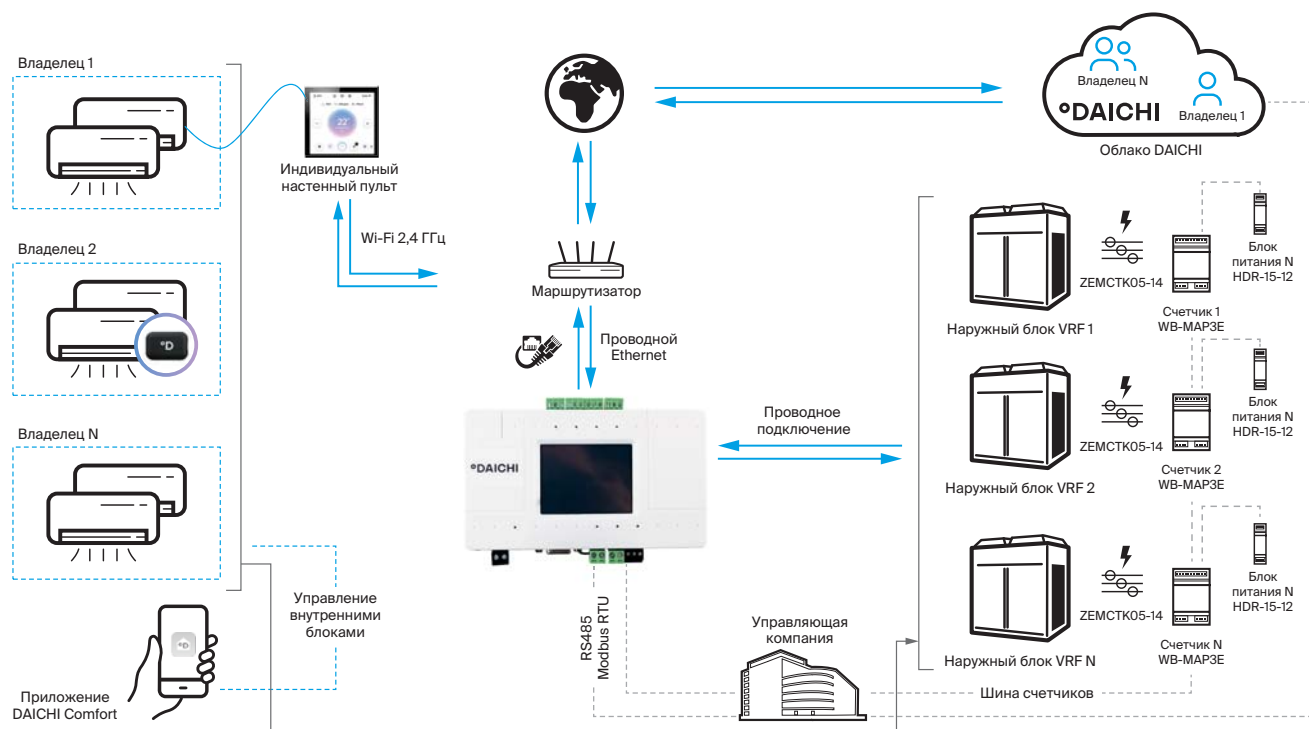 Владелец 1
Индивидуальный
настенный пульт
22°
Владелец N
Владелец 1
°DAICHI
Облако DAICHI
Wi-Fi 2,4 ГГц
Владелец 2
°D
Маршрутизатор
Проводной
Ethernet
Наружный блок VRF 1
ZEMCTK05-14
Счетчик 1
WB-MAP3E
Блок
питания N
HDR-15-12
Владелец N
°DAICHI
Проводное
подключение
Наружный блок VRF 2
ZEMCTK05-14
Счетчик 2
WB-MAP3E
Блок
питания N
HDR-15-12
Управление
внутренними
блоками
°D
Приложение
DAICHI Comfort
RS485
Modbus RTU
Управляющая
компания
Наружный блок VRF N
ZEMCTK05-14
Счетчик N
WB-MAP3E
Блок
питания N
HDR-15-12
Шина счетчиков